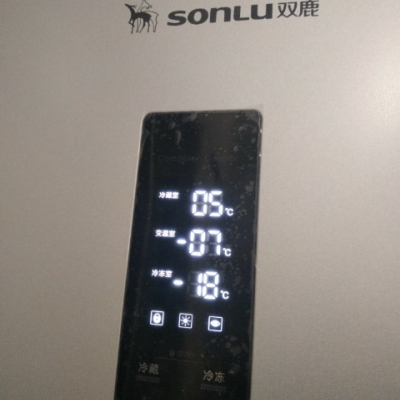 SONLU双鹿
冷藏室 05℃
变温室 -07℃
冷冻室 -18℃
冷藏 冷冻